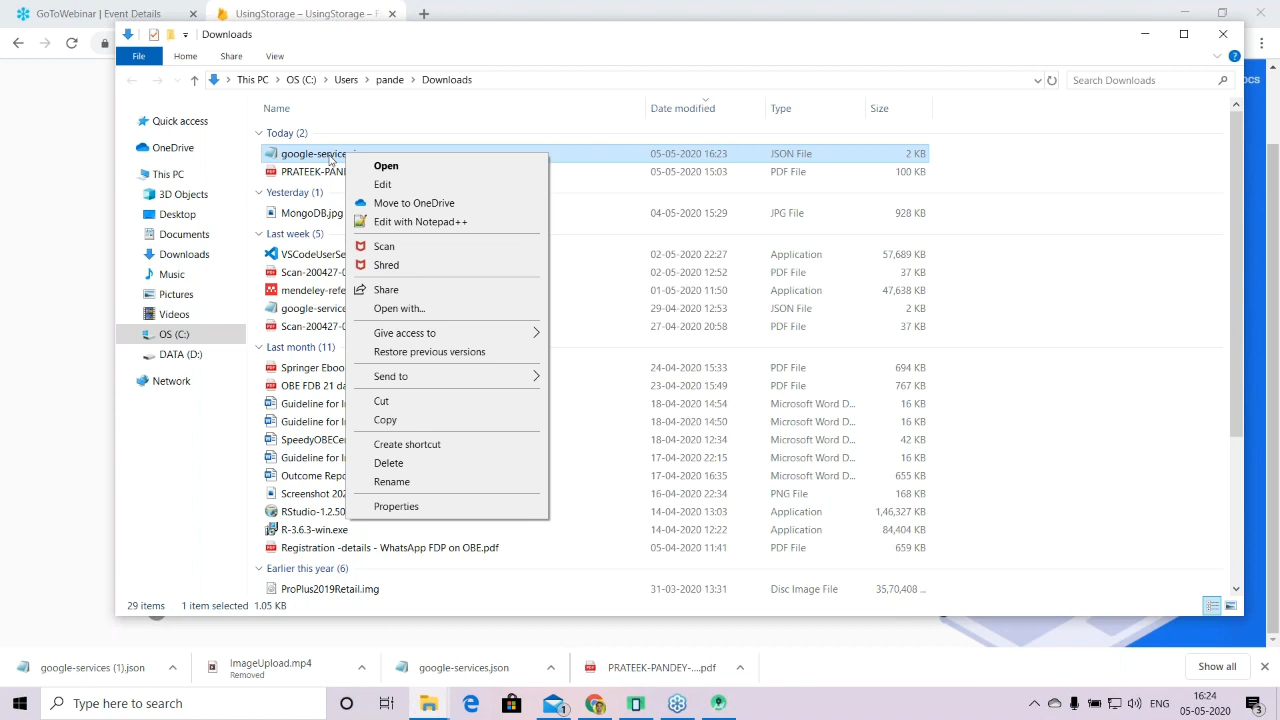 GoToWebinar | Event Details
UsingStorage – UsingStorage – F
Downloads
File Home Share View
This PC > OS (C:) > Users > pande > Downloads
Search Downloads
OCS
Name Date modified Type Size
Quick access
OneDrive
This PC
3D Objects
Desktop
Documents
Downloads
Music
Pictures
Videos
OS (C:)
DATA (D:)
Network
Today (2)
google-service 05-05-2020 16:23 JSON File 2 KB
PRATEEK-PAN 05-05-2020 15:03 PDF File 100 KB
Yesterday (1)
MongoDB.jpg 04-05-2020 15:29 JPG File 928 KB
Last week (5)
VSCodeUserSe 02-05-2020 22:27 Application 57,689 KB
Scan-200427-0 02-05-2020 12:52 PDF File 37 KB
mendeley-refe 01-05-2020 11:50 Application 47,638 KB
google-service 29-04-2020 12:53 JSON File 2 KB
Scan-200427-0 27-04-2020 20:58 PDF File 37 KB
Last month (11)
Springer Eboo 24-04-2020 15:33 PDF File 694 KB
OBE FDB 21 da 23-04-2020 15:49 PDF File 767 KB
Guideline for I 18-04-2020 14:54 Microsoft Word D... 16 KB
Guideline for I 18-04-2020 14:50 Microsoft Word D... 16 KB
SpeedyOBECe 18-04-2020 12:34 Microsoft Word D... 42 KB
Guideline for I 17-04-2020 22:15 Microsoft Word D... 16 KB
Outcome Repo 17-04-2020 16:35 Microsoft Word D... 655 KB
Screenshot 202 16-04-2020 22:34 PNG File 168 KB
RStudio-1.2.50 14-04-2020 13:03 Application 1,46,327 KB
R-3.6.3-win.exe 14-04-2020 12:22 Application 84,404 KB
Registration -details - WhatsApp FDP on OBE.pdf 05-04-2020 11:41 PDF File 659 KB
Earlier this year (6)
ProPlus2019Retail.img 31-03-2020 13:31 Disc Image File 35,70,408 ...
Open
Edit
Move to OneDrive
Edit with Notepad++
Scan
Shred
Share
Open with...
Give access to
Restore previous versions
Send to
Cut
Copy
Create shortcut
Delete
Rename
Properties
29 items 1 item selected 1.05 KB
google-services (1).json
ImageUpload.mp4
Removed
google-services.json
PRATEEK-PANDEY-....pdf
Show all
Type here to search
1
ENG
16:24
05-05-2020
3